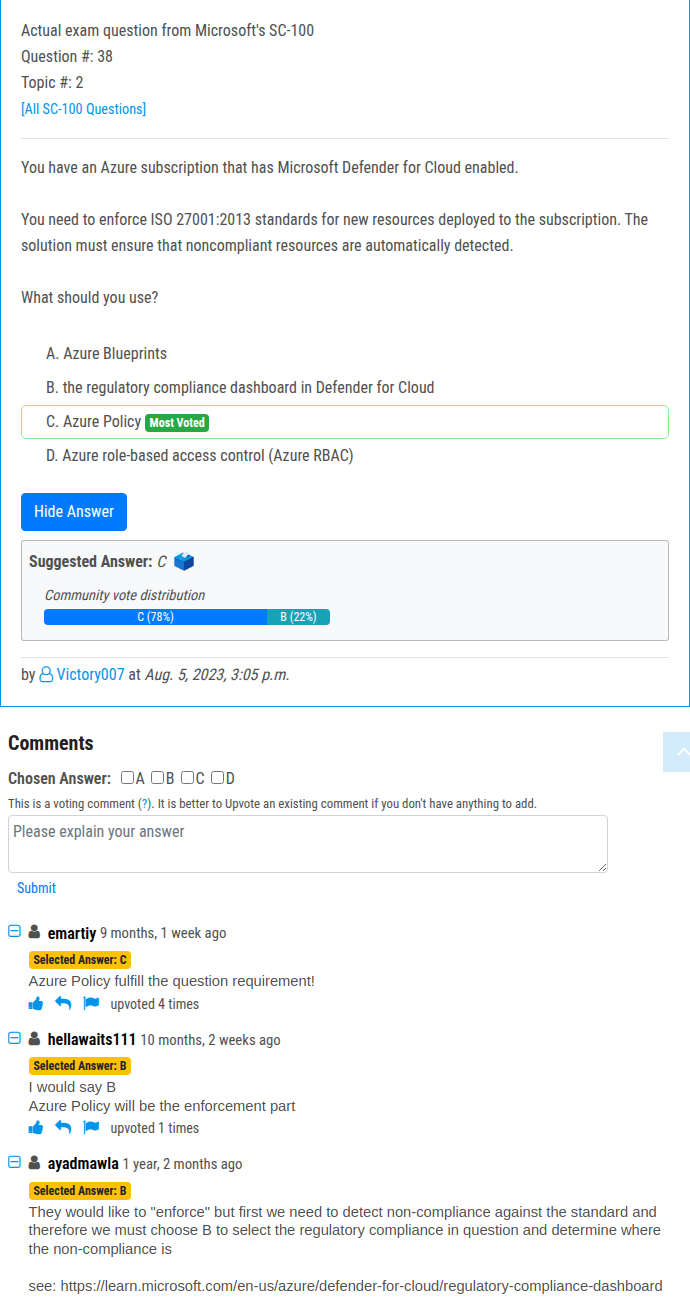 Actual exam question from Microsoft's SC-100
Question #: 38
Topic #: 2
[All SC-100 Questions]
You have an Azure subscription that has Microsoft Defender for Cloud enabled.
You need to enforce ISO 27001:2013 standards for new resources deployed to the subscription. The
solution must ensure that noncompliant resources are automatically detected.
What should you use?
A. Azure Blueprints
B. the regulatory compliance dashboard in Defender for Cloud
C. Azure Policy Most Voted
D. Azure role-based access control (Azure RBAC)
Hide Answer
Suggested Answer: C
Community vote distribution
C (78%) B (22%)
by Victory007 at Aug. 5, 2023, 3:05 p.m.
Comments
Chosen Answer: A B C D
This is a voting comment (?). It is better to Upvote an existing comment if you don't have anything to add.
Please explain your answer
Submit
emartiy 9 months, 1 week ago
Selected Answer: C
Azure Policy fulfill the question requirement!
upvoted 4 times
hellawaits111 10 months, 2 weeks ago
Selected Answer: B
I would say B
Azure Policy will be the enforcement part
upvoted 1 times
ayadmawla 1 year, 2 months ago
Selected Answer: B
They would like to "enforce" but first we need to detect non-compliance against the standard and
therefore we must choose B to select the regulatory compliance in question and determine where
the non-compliance is
see: https://learn.microsoft.com/en-us/azure/defender-for-cloud/regulatory-compliance-dashboard